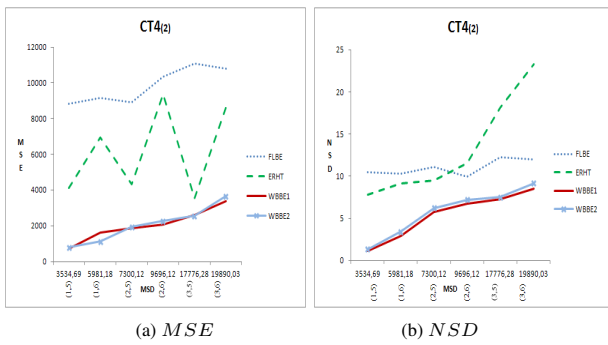 CT4(2)
12000
10000
8000
6000
4000
2000
0
MSE
FLBE
ERHT
WBBE1
WBBE2
3534,69 5981,18 7300,12 9696,12 17776,28 19890,03
(1,5) (1,6) (2,5) (2,6) (3,5) (3,6)
MSD
(a) MSE
CT4(2)
25
20
15
10
5
0
NSD
FLBE
ERHT
WBBE1
WBBE2
3534,69 5981,18 7300,12 9696,12 17776,28 19890,03
(1,5) (1,6) (2,5) (2,6) (3,5) (3,6)
MSD
(b) NSD